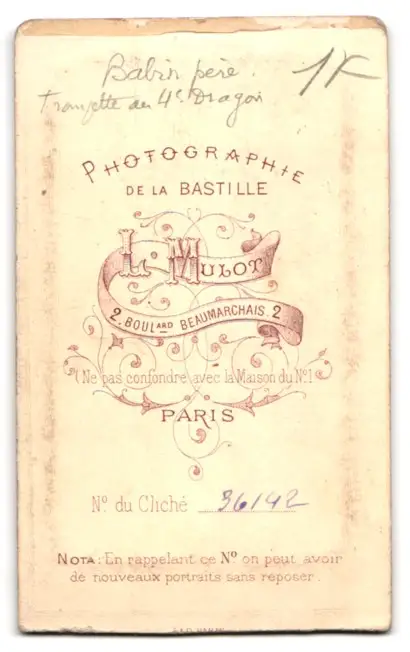 Babin père.
Trompette au 4e Dragon
1K
PHOTOGRAPHIE
DE LA BASTILLE
L. MULOT
2. BOULARD BEAUMARCHAIS. 2
(Ne pas confondre avec la Maison du No 1
PARIS
No du Cliché 36142
NOTA: En rappelant ce No on peut avoir
de nouveaux portraits sans reposer.